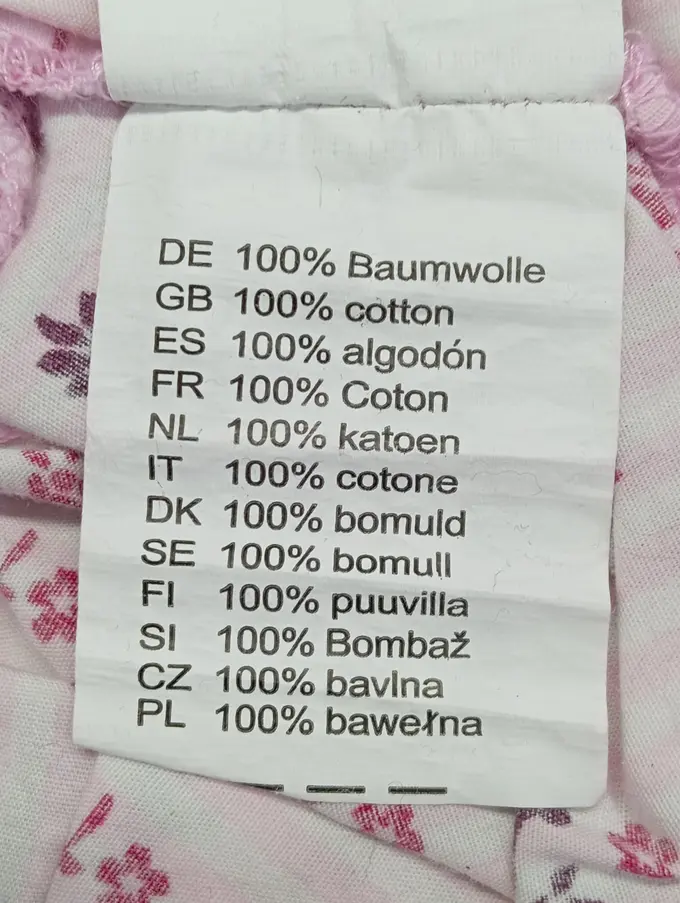 DE 100% Baumwolle
GB 100% cotton
ES 100% algodón
FR 100% Coton
NL 100% katoen
IT 100% cotone
DK 100% bomuld
SE 100% bomull
FI 100% puuvilla
SI 100% Bombaž
CZ 100% bavlna
PL 100% bawełna